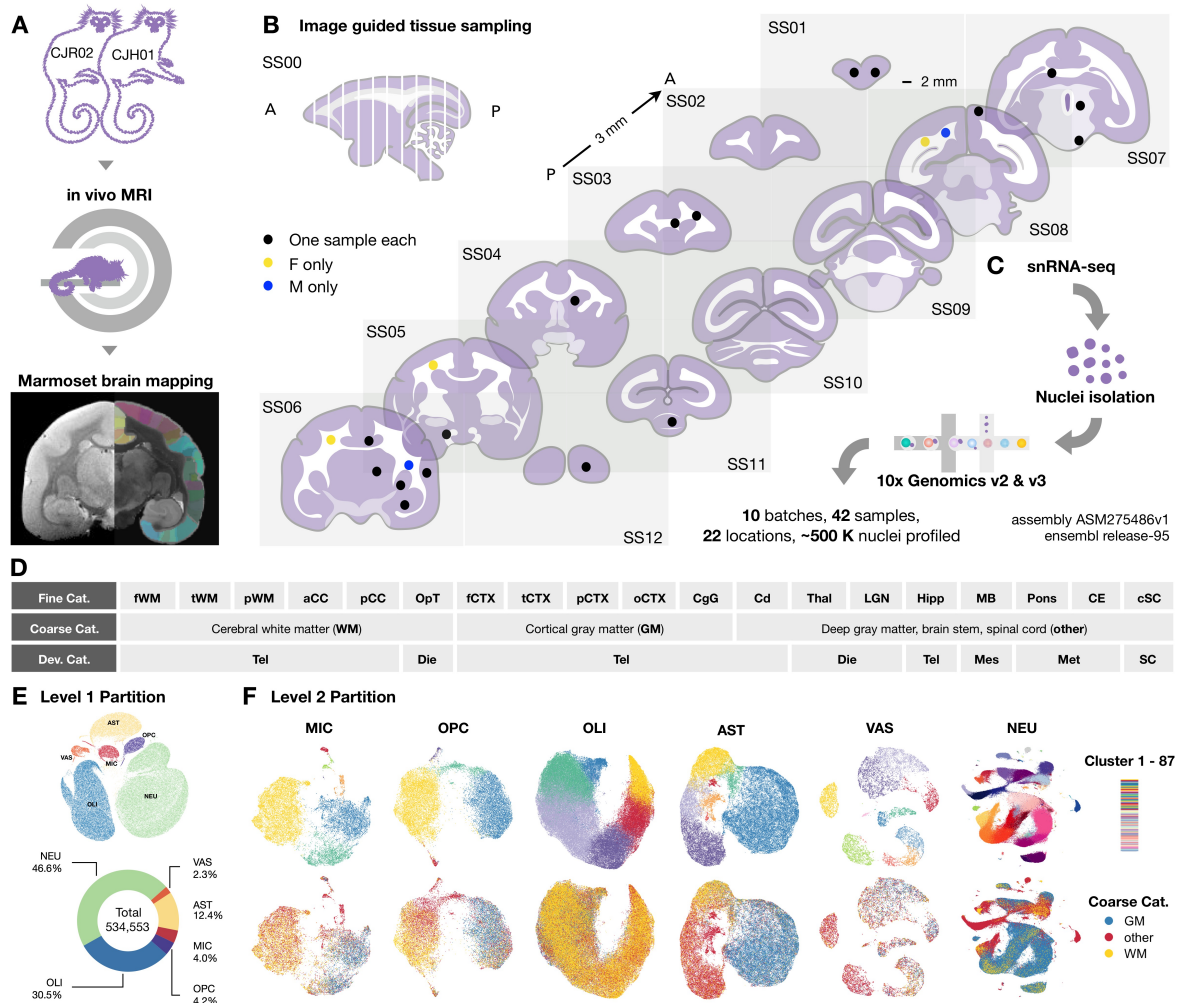 A
CJR02
CJH01
in vivo MRI
Marmoset brain mapping
B Image guided tissue sampling
SS00
A
P
One sample each
F only
M only
P
3 mm
A
2 mm
SS01
SS02
SS03
SS04
SS05
SS06
SS07
SS08
SS09
SS10
SS11
SS12
C
snRNA-seq
Nuclei isolation
10x Genomics v2 & v3
10 batches, 42 samples,
22 locations, ~500 K nuclei profiled
assembly ASM275486v1
ensembl release-95
D
Fine Cat. fWM tWM pWM aCC pCC OpT fCTX tCTX pCTX oCTX CgG Cd Thal LGN Hipp MB Pons CE cSC
Coarse Cat. Cerebral white matter (WM) Cortical gray matter (GM) Deep gray matter, brain stem, spinal cord (other)
Dev. Cat. Tel Die Tel Die Tel Mes Met SC
E Level 1 Partition
AST
OPC
VAS
MIC
OLI
NEU
NEU
46.6%
VAS
2.3%
AST
12.4%
MIC
4.0%
OPC
4.2%
OLI
30.5%
Total
534,553
F Level 2 Partition
MIC OPC OLI AST VAS NEU
Cluster 1 - 87
Coarse Cat.
GM
other
WM